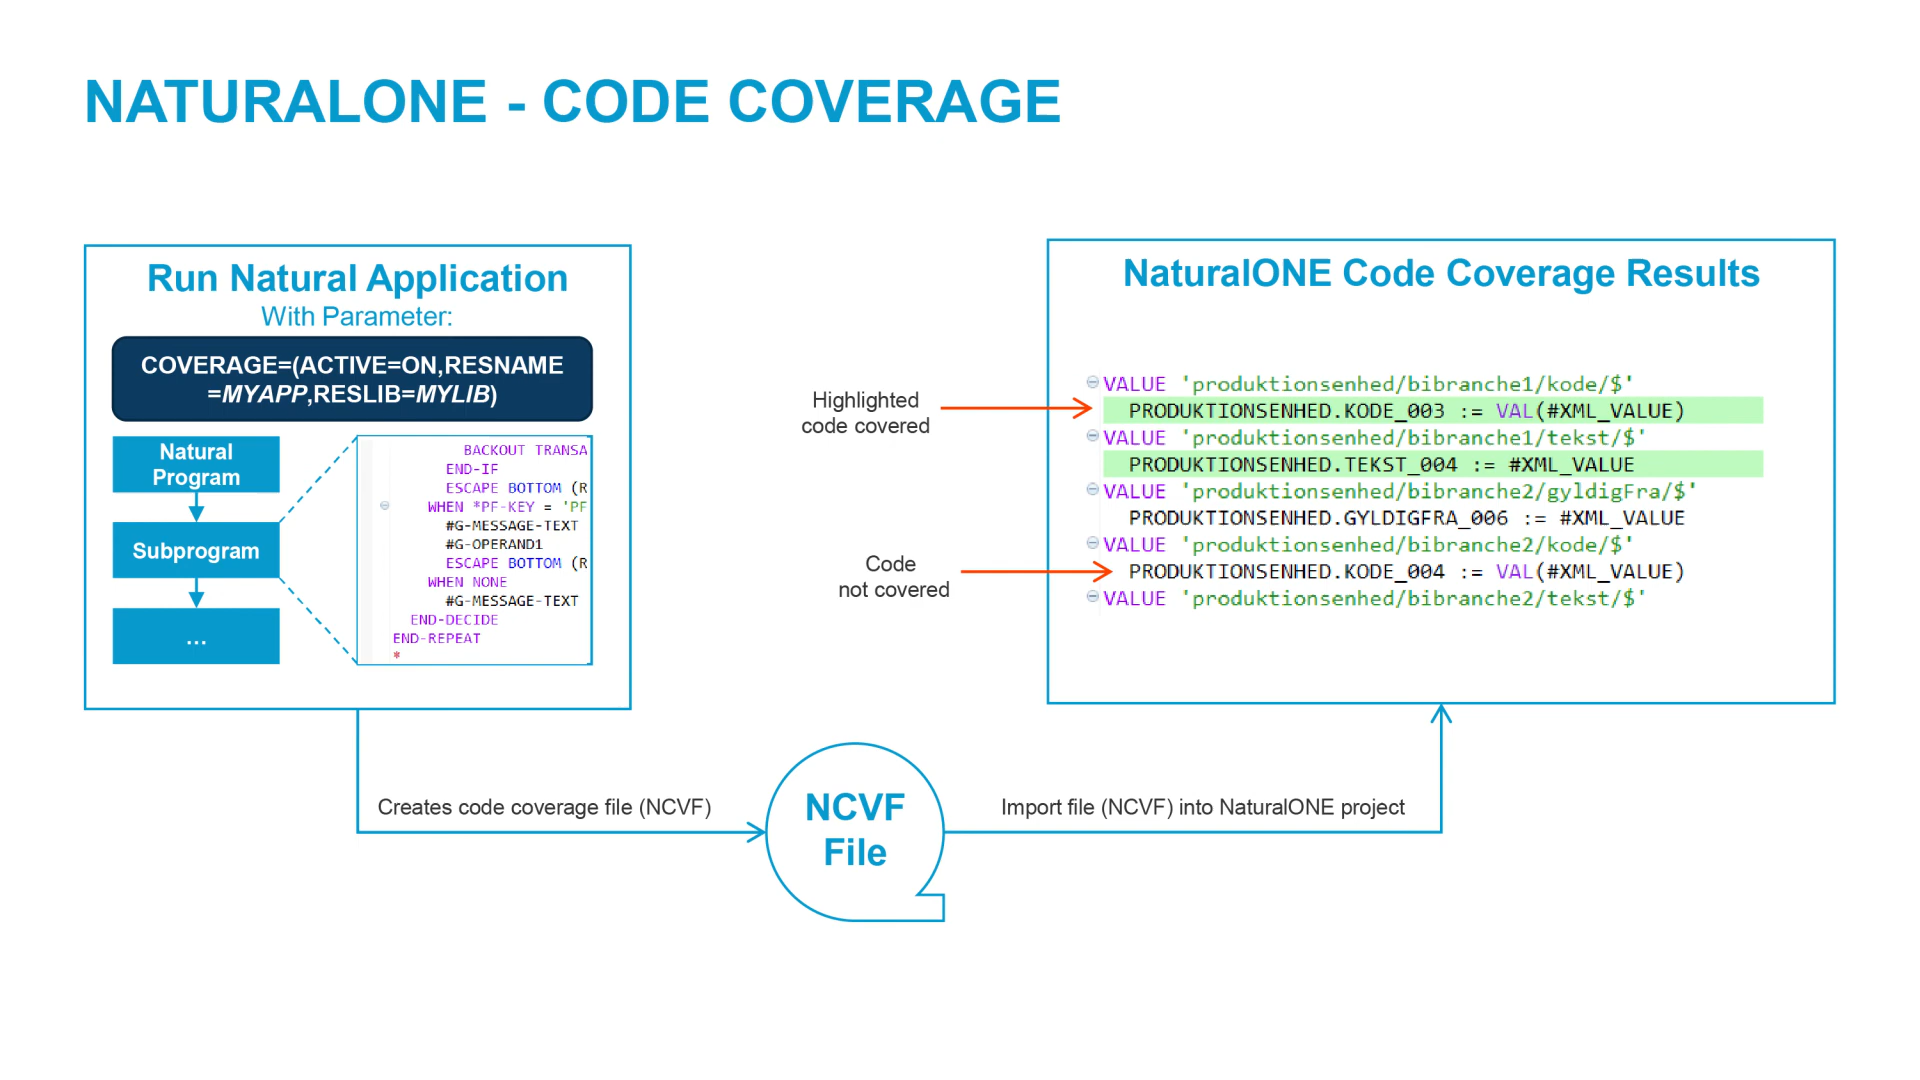 NATURALONE - CODE COVERAGE
Run Natural Application
With Parameter:
COVERAGE=(ACTIVE=ON,RESNAME
=MYAPP,RESLIB=MYLIB)
Natural
Program
Subprogram
...
BACKOUT TRANSA
END-IF
ESCAPE BOTTOM (R
WHEN *PF-KEY = 'PF
#G-MESSAGE-TEXT
#G-OPERAND1
ESCAPE BOTTOM (R
WHEN NONE
#G-MESSAGE-TEXT
END-DECIDE
END-REPEAT
*
Creates code coverage file (NCVF)
NCVF
File
Import file (NCVF) into NaturalONE project
NaturalONE Code Coverage Results
Highlighted
code covered
Code
not covered
VALUE 'produktionsenhed/bibranche1/kode/$'
PRODUKTIONSENHED.KODE_003 := VAL(#XML_VALUE)
VALUE 'produktionsenhed/bibranche1/tekst/$'
PRODUKTIONSENHED.TEKST_004 := #XML_VALUE
VALUE 'produktionsenhed/bibranche2/gyldigFra/$'
PRODUKTIONSENHED.GYLDIGFRA_006 := #XML_VALUE
VALUE 'produktionsenhed/bibranche2/kode/$'
PRODUKTIONSENHED.KODE_004 := VAL(#XML_VALUE)
VALUE 'produktionsenhed/bibranche2/tekst/$'